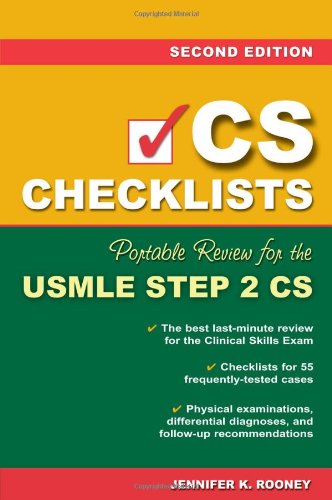 SECOND EDITION
CS
CHECKLISTS
Portable Review for the
USMLE STEP 2 CS
The best last-minute review
for the Clinical Skills Exam
Checklists for 55
frequently-tested cases
Physical examinations,
differential diagnoses, and
follow-up recommendations
JENNIFER K. ROONEY